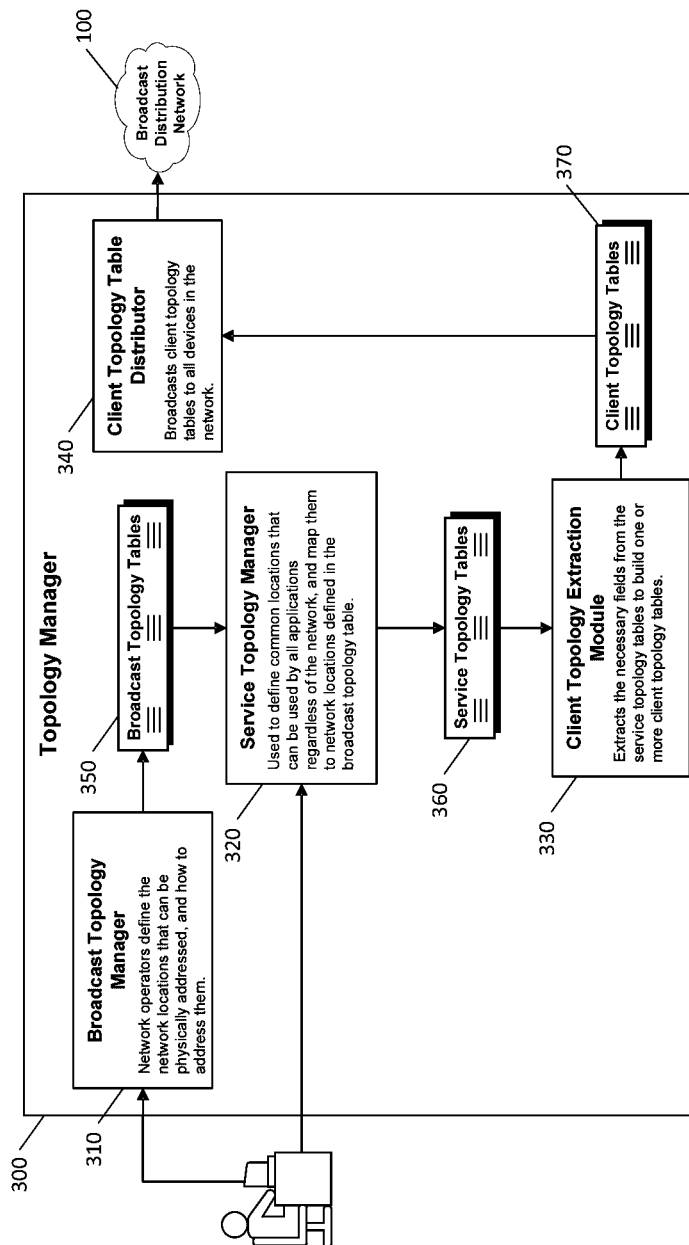 300
Topology Manager
310
Broadcast Topology
Manager
Network operators define the
network locations that can be
physically addressed, and how to
address them.
350
Broadcast Topology Tables
320
Service Topology Manager
Used to define common locations that
can be used by all applications
regardless of the network, and map them
to network locations defined in the
broadcast topology table.
360
Service Topology Tables
330
Client Topology Extraction
Module
Extracts the necessary fields from the
service topology tables to build one or
more client topology tables.
370
Client Topology Tables
340
Client Topology Table
Distributor
Broadcasts client topology
tables to all devices in the
network.
100
Broadcast
Distribution
Network